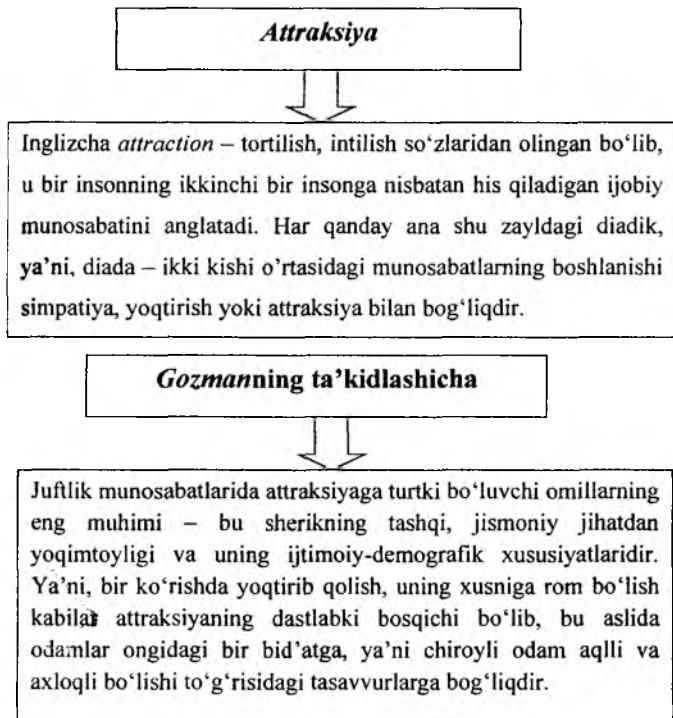 Attraksiya
Inglizcha attraction – tortilish, intilish so‘zlaridan olingan bo‘lib,
u bir insonning ikkinchi bir insonga nisbatan his qiladigan ijobiy
munosabatini anglatadi. Har qanday ana shu zayldagi diadik,
ya’ni, diada – ikki kishi o’rtasidagi munosabatlarning boshlanishi
simpatiya, yoqtirish yoki attraksiya bilan bog‘liqdir.
Gozmanning ta’kidlashicha
Juftlik munosabatlarida attraksiyaga turtki bo‘luvchi omillarning
eng muhimi – bu sherikning tashqi, jismoniy jihatdan
yoqimtoyligi va uning ijtimoiy-demografik xususiyatlaridir.
Ya’ni, bir ko‘rishda yoqtirib qolish, uning xusniga rom bo‘lish
kabilar attraksiyaning dastlabki bosqichi bo‘lib, bu aslida
odamlar ongidagi bir bid’atga, ya’ni chiroyli odam aqlli va
axloqli bo‘lishi to‘g‘risidagi tasavvurlarga bog‘liqdir.